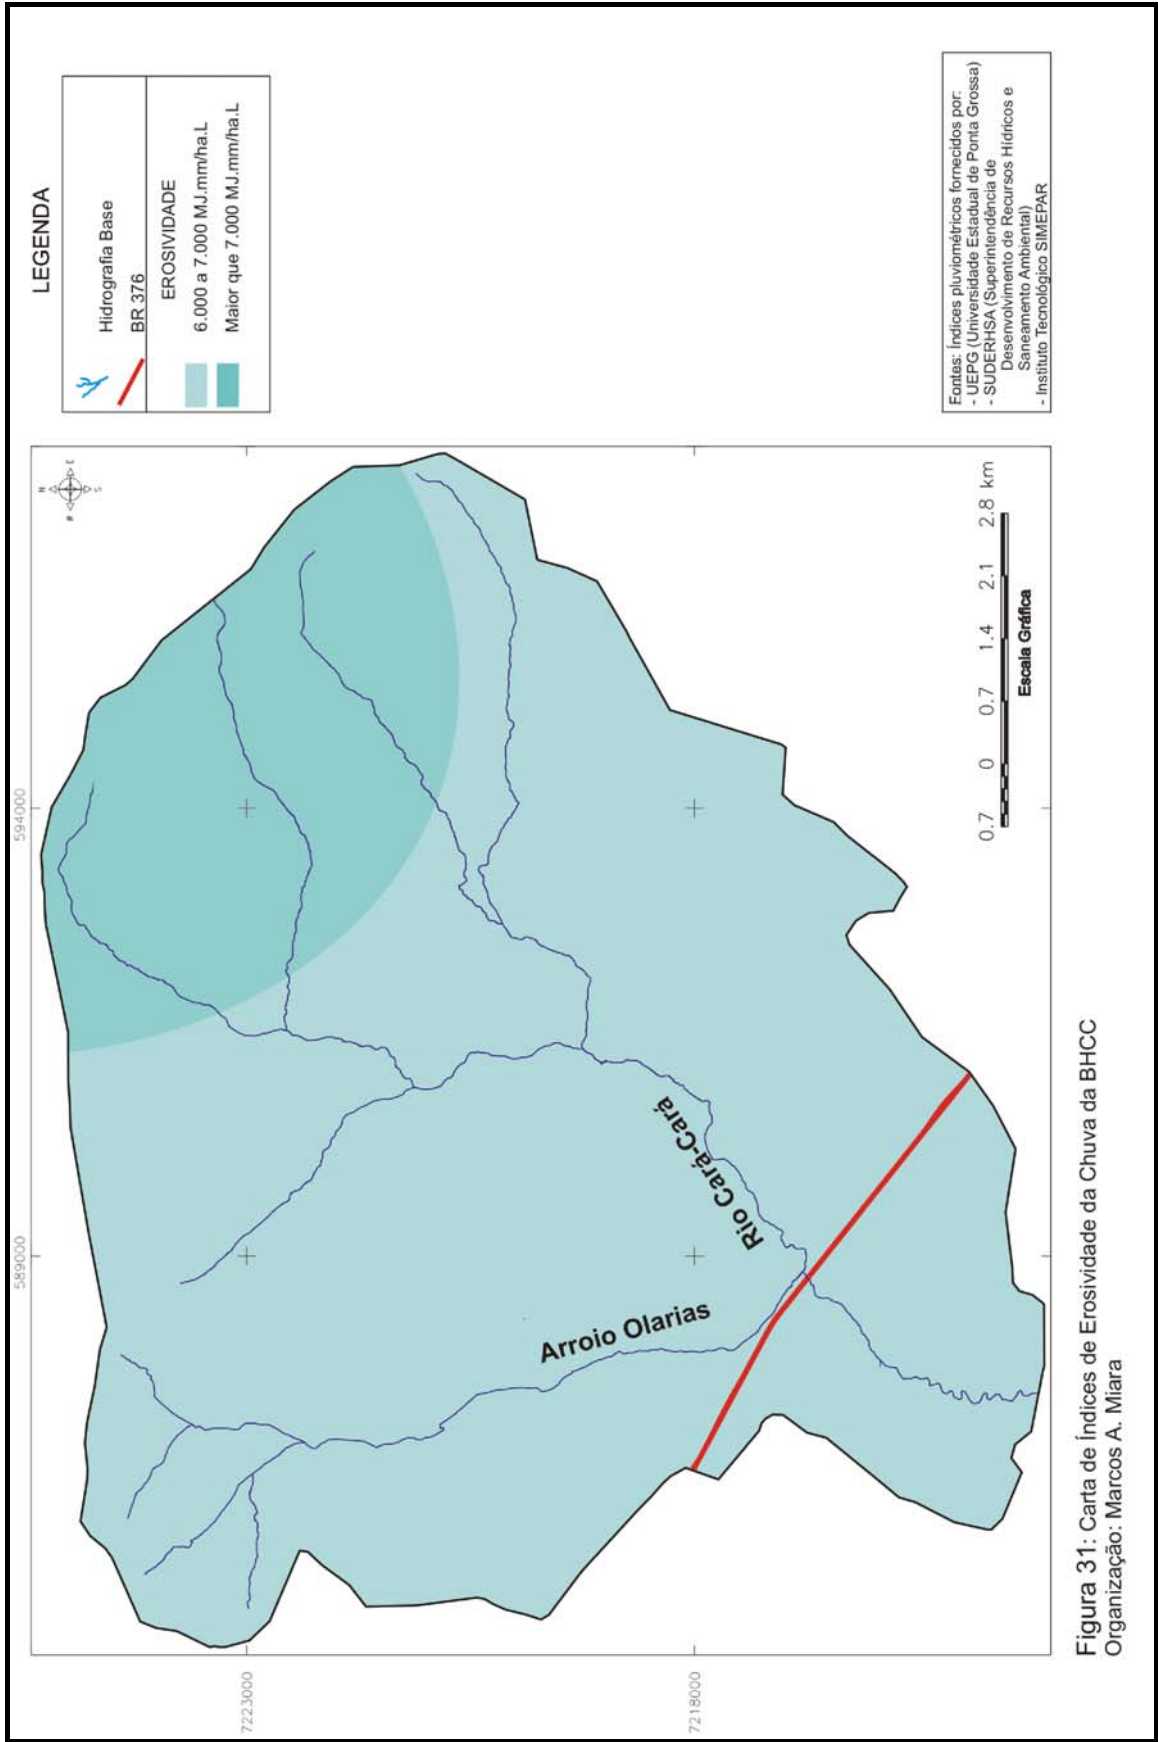 LEGENDA
Hidrografia Base
BR 376
EROSIVIDADE
6.000 a 7.000 MJ.mm/ha.L
Maior que 7.000 MJ.mm/ha.L
589000
594000
7223000
7218000
N
S
Arroio Olarias
Rio Cará-Cará
0.7 0 0.7 1.4 2.1 2.8 km
Escala Gráfica
Fontes: Índices pluviométricos fornecidos por:
- UEPG (Universidade Estadual de Ponta Grossa)
- SUDERHSA (Superintendência de
Desenvolvimento de Recursos Hídricos e
Saneamento Ambiental)
- Instituto Tecnológico SIMEPAR
Figura 31: Carta de Índices de Erosividade da Chuva da BHCC
Organização: Marcos A. Miara